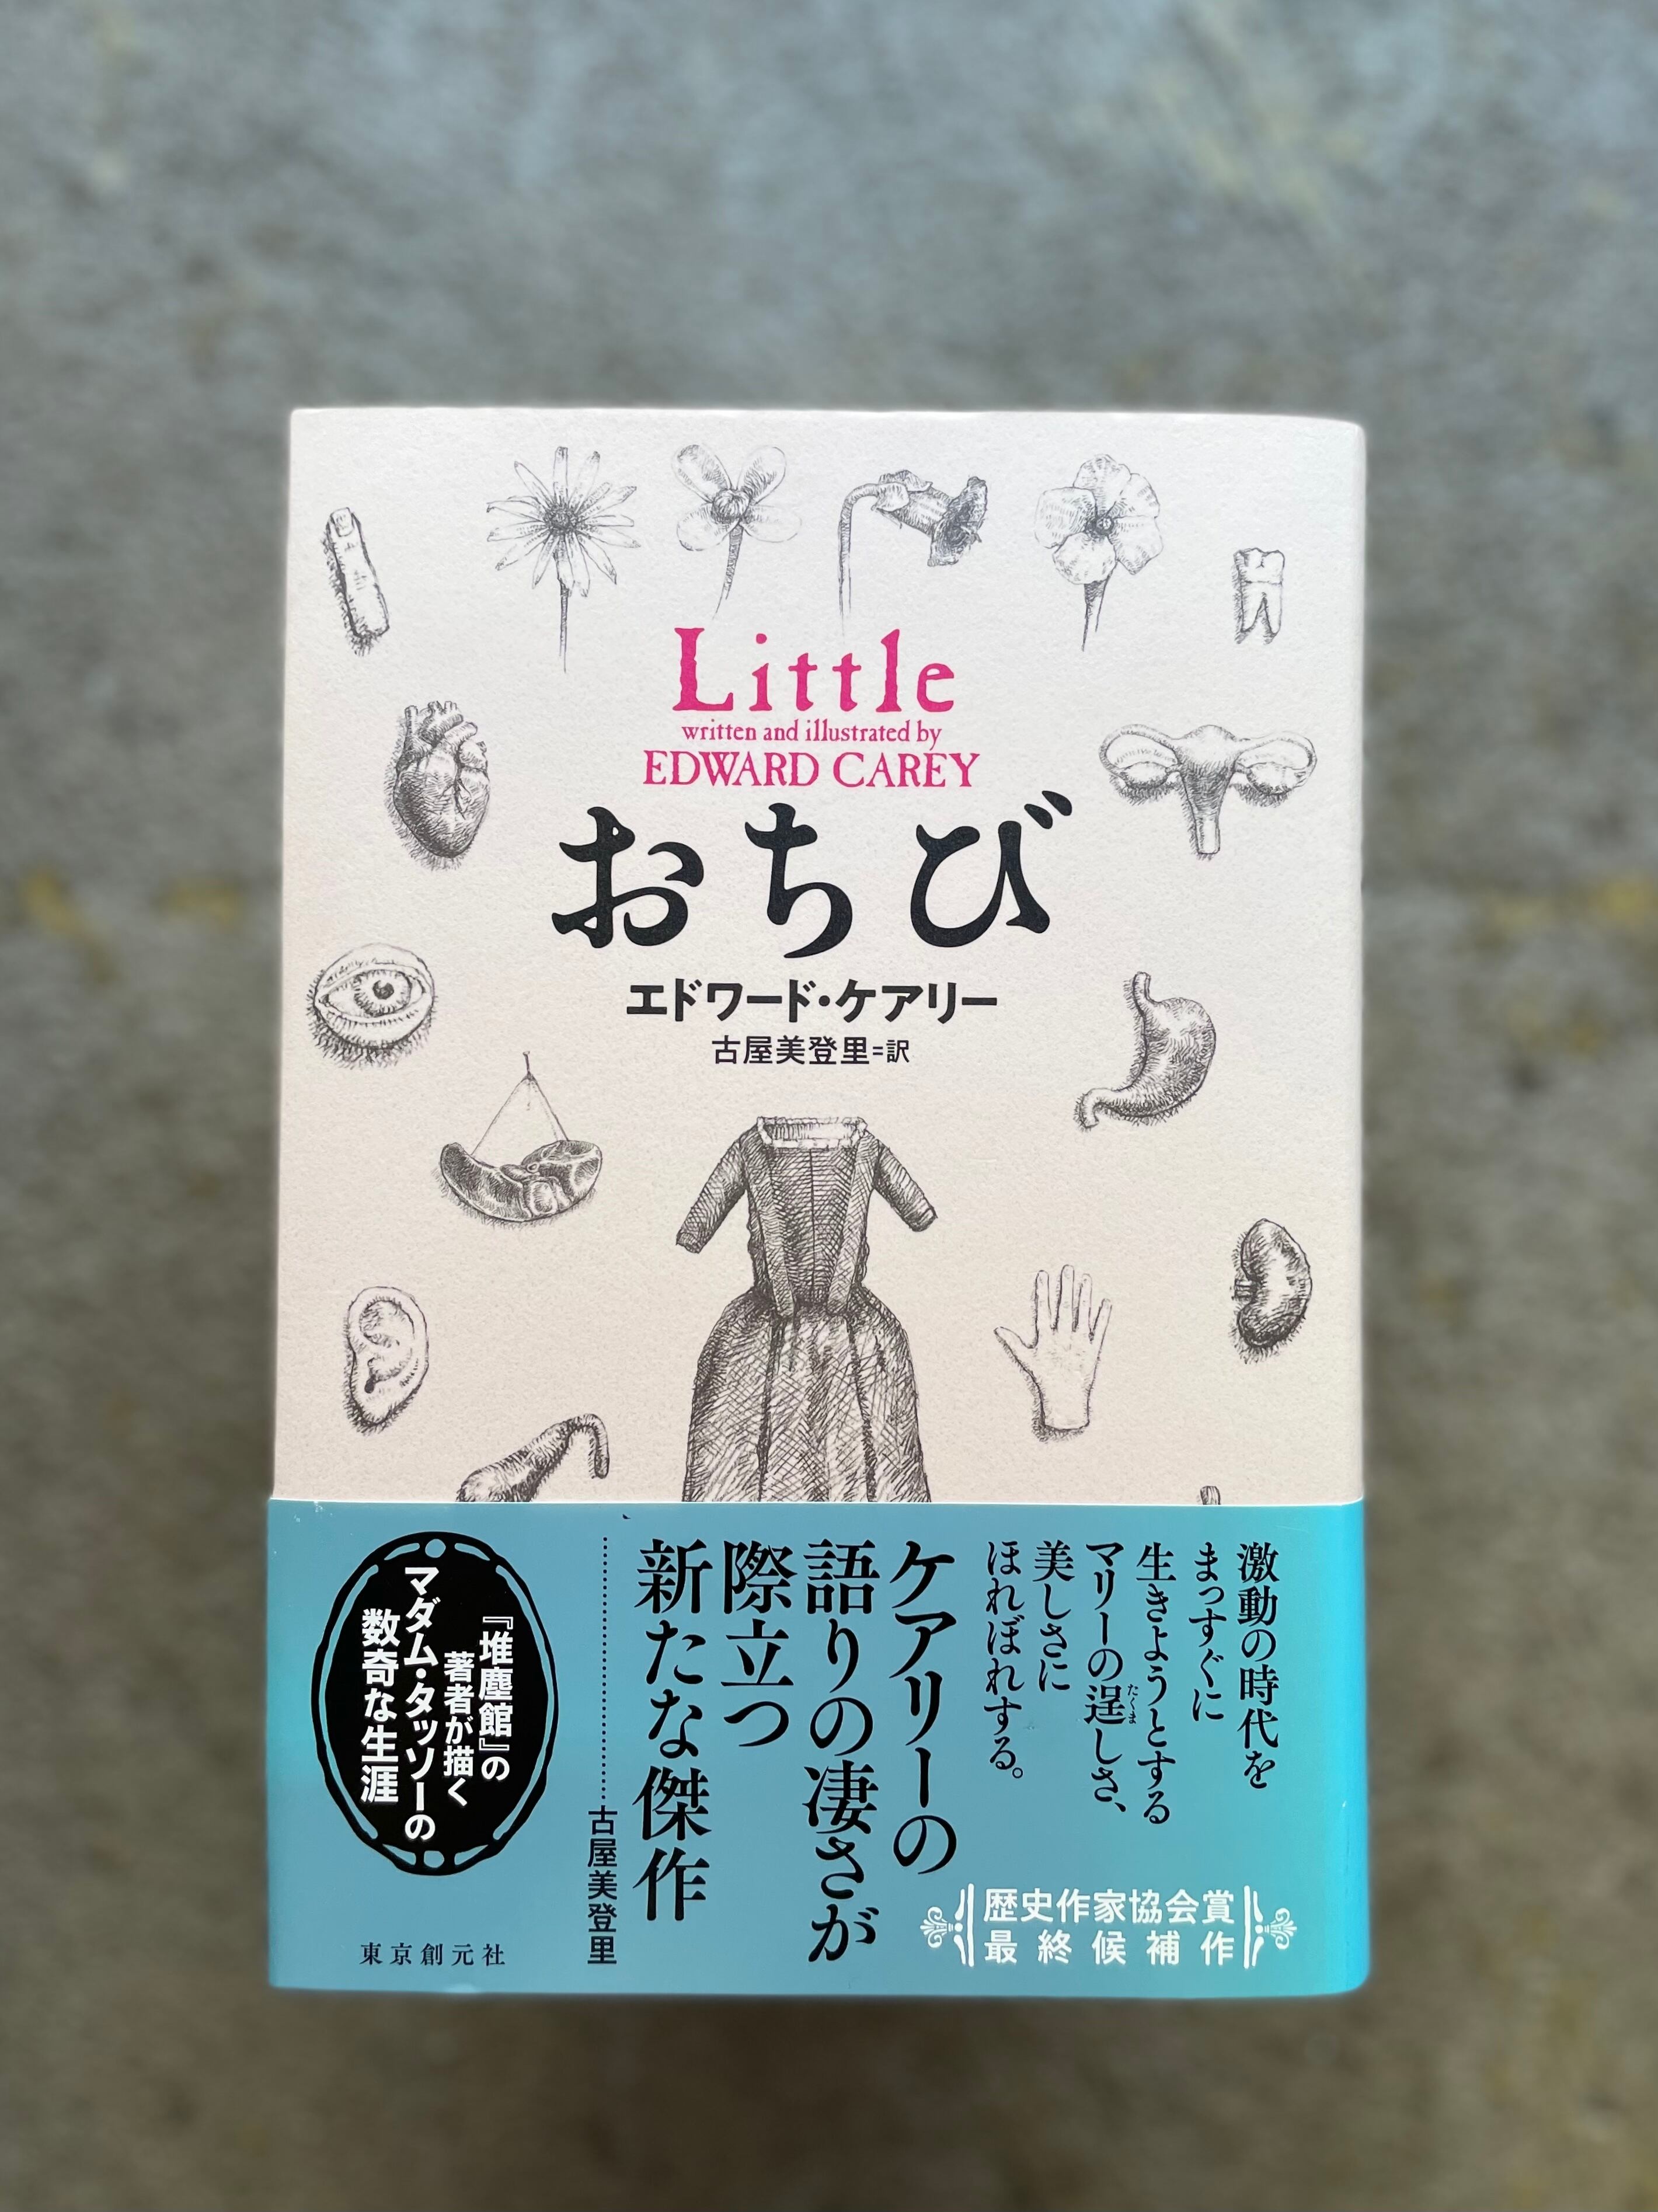 Little
written and illustrated by
EDWARD CAREY
おちび
エドワード・ケアリー
古屋美登里=訳
激動の時代を
まっすぐに
生きようとする
マリーの逞しさ、
たくま
美しさに
ほれぼれする。
ケアリーの
語りの凄さが
際立つ
新たな傑作
古屋美登里
『堆塵館』の
著者が描く
マダム・タッソーの
数奇な生涯
歴史作家協会賞
最終候補作
東京創元社